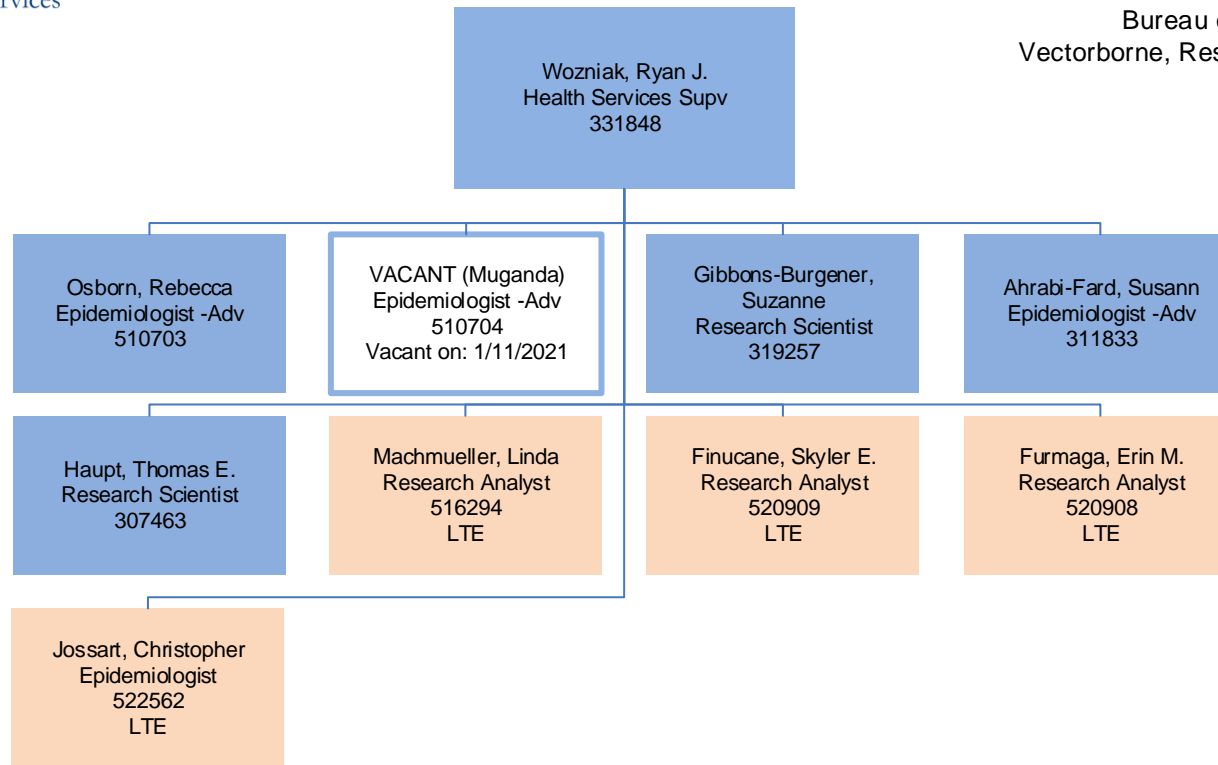 Bureau
Vectorborne,
Wozniak, Ryan J.
Health Services Supv
331848
Osborn, Rebecca
Epidemiologist -Adv
510703
VACANT (Muganda)
Epidemiologist -Adv
510704
Vacant on: 1/11/2021
Gibbons-Burgener,
Suzanne
Research Scientist
319257
Ahrabi-Fard, Susann
Epidemiologist -Adv
311833
Haupt, Thomas E.
Research Scientist
307463
Machmueller, Linda
Research Analyst
516294
LTE
Finucane, Skyler E.
Research Analyst
520909
LTE
Furmaga, Erin M.
Research Analyst
520908
LTE
Jossart, Christopher
Epidemiologist
522562
LTE